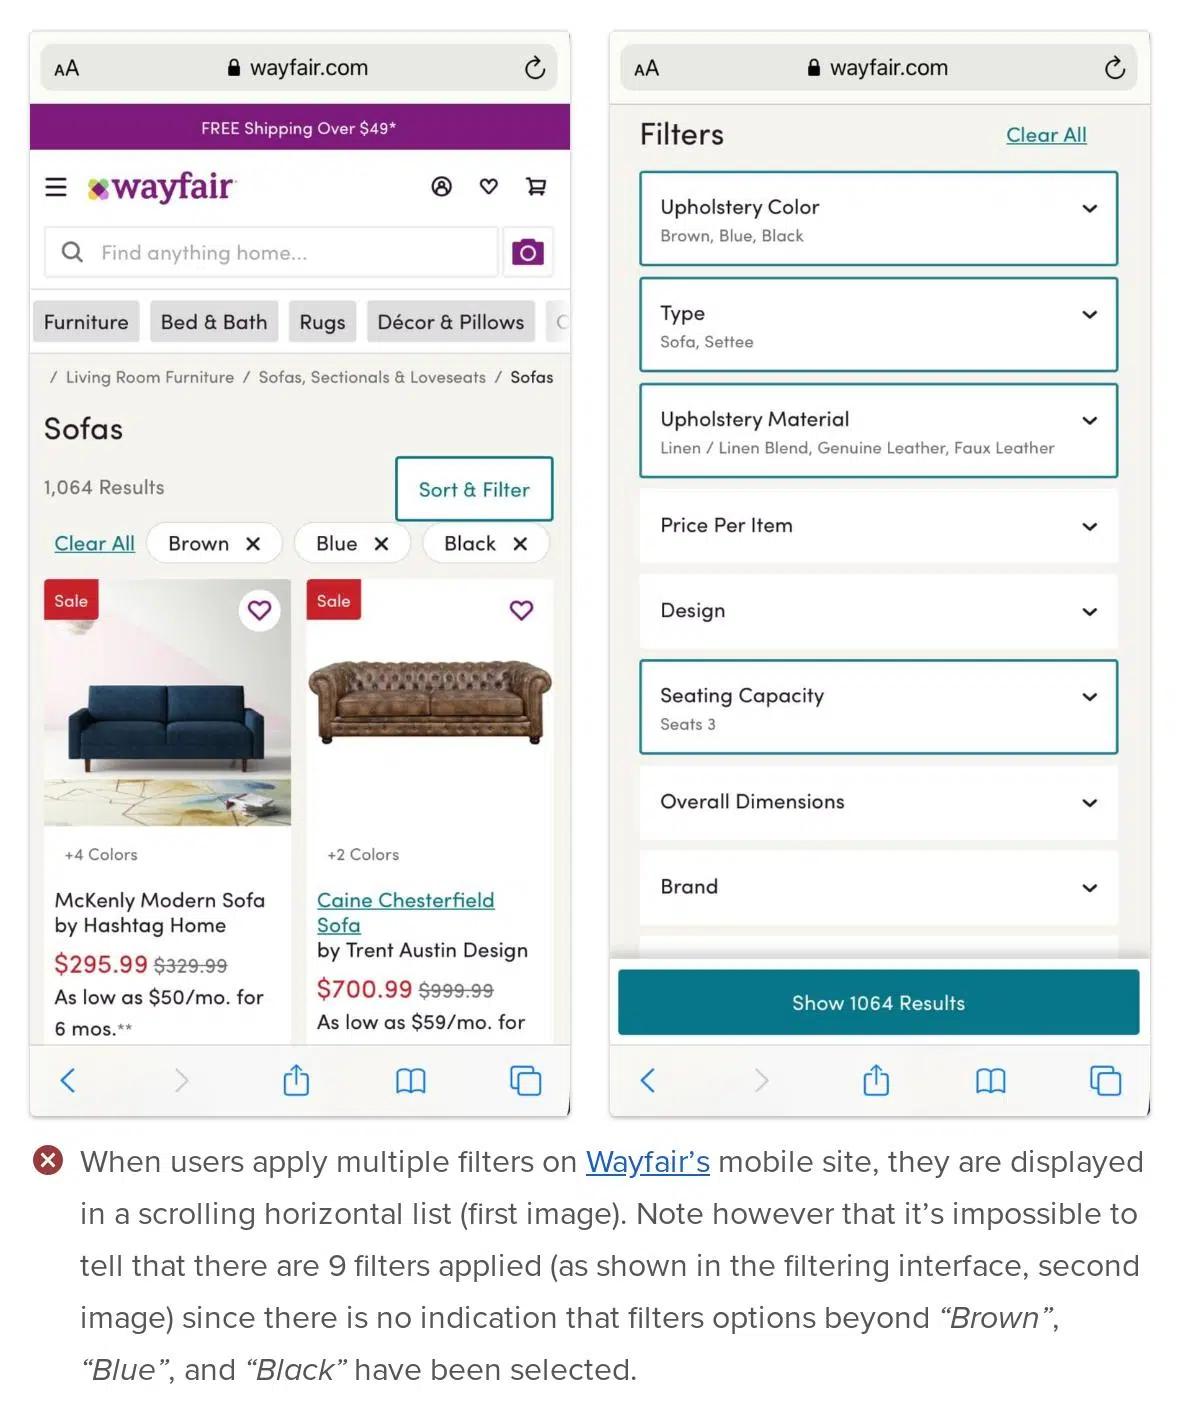 AA wayfair.com
FREE Shipping Over $49*
wayfair
Find anything home...
Furniture Bed & Bath Rugs Décor & Pillows
/ Living Room Furniture / Sofas, Sectionals & Loveseats / Sofas
Sofas
1,064 Results
Sort & Filter
Clear All Brown Blue Black
Sale Sale
+4 Colors +2 Colors
McKenly Modern Sofa
by Hashtag Home
$295.99 $329.99
As low as $50/mo. for
6 mos.**
Caine Chesterfield
Sofa
by Trent Austin Design
$700.99 $999.99
As low as $59/mo. for
AA wayfair.com
Filters Clear All
Upholstery Color
Brown, Blue, Black
Type
Sofa, Settee
Upholstery Material
Linen / Linen Blend, Genuine Leather, Faux Leather
Price Per Item
Design
Seating Capacity
Seats 3
Overall Dimensions
Brand
Show 1064 Results
When users apply multiple filters on Wayfair’s mobile site, they are displayed
in a scrolling horizontal list (first image). Note however that it’s impossible to
tell that there are 9 filters applied (as shown in the filtering interface, second
image) since there is no indication that filters options beyond “Brown”,
“Blue”, and “Black” have been selected.